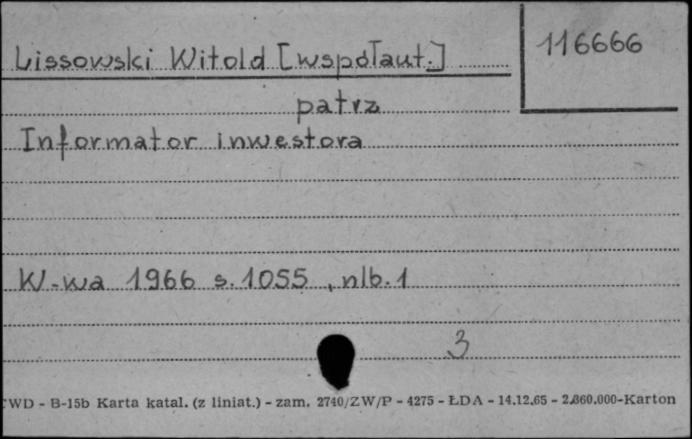 Lissowski Witold [współaut.]
116666
patrz
Informator inwestora
W-wa 1966 s. 1055, nlb. 1
3
WD - B-15b Karta katal. (z liniat.) - zam. 2740/ZW/P - 4275 - ŁDA - 14.12.65 - 2.860.000-Karton